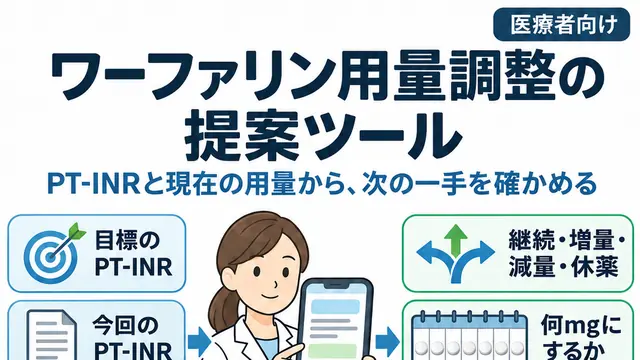 医療者向け
ワーファリン用量調整の
提案ツール
PT-INRと現在の用量から、次の一手を確かめる
目標の
PT-INR
今回の
PT-INR
継続・増量・
減量・休薬
何mgに
するか